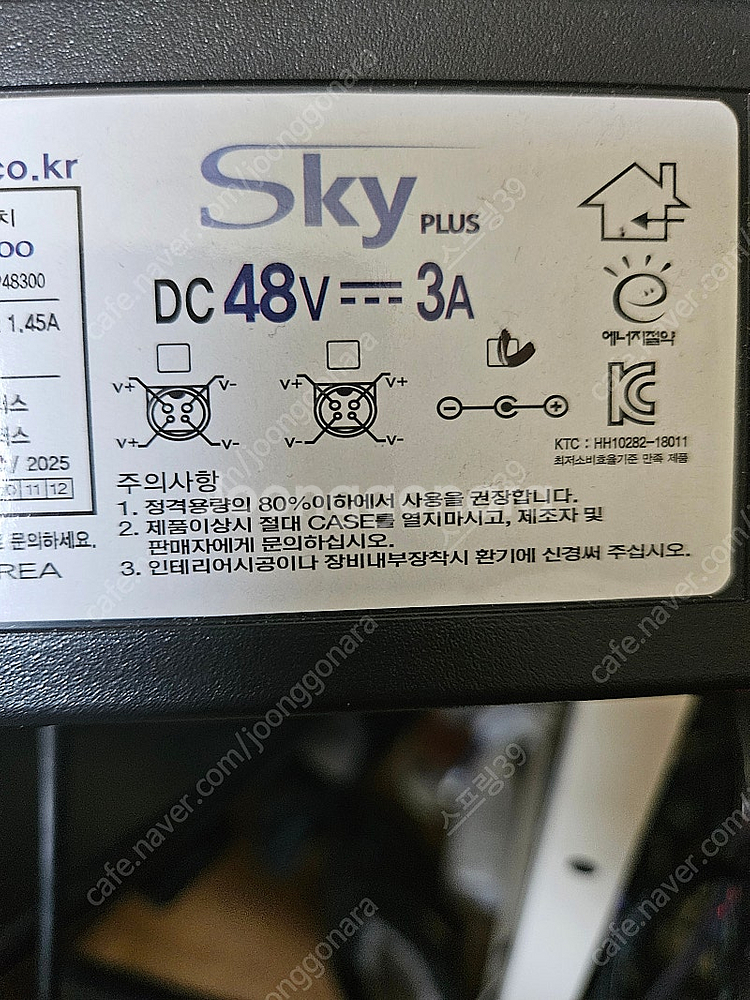 co.kr
치
00
48300
1.45A
/ 2025
11 12
문의하세요.
REA
Sky PLUS
DC 48V 3A
V+ V-
V+ V-
V+ V+
V- V-
에너지절약
KC
KTC : HH10282-18011
최저소비효율기준 만족 제품
주의사항
1. 정격용량의 80%이하에서 사용을 권장합니다.
2. 제품이상시 절대 CASE를 열지마시고, 제조자 및
판매자에게 문의하십시오.
3. 인테리어시공이나 장비내부장착시 환기에 신경써 주십시오.
cafe.naver.com/joonggonara
스프링39